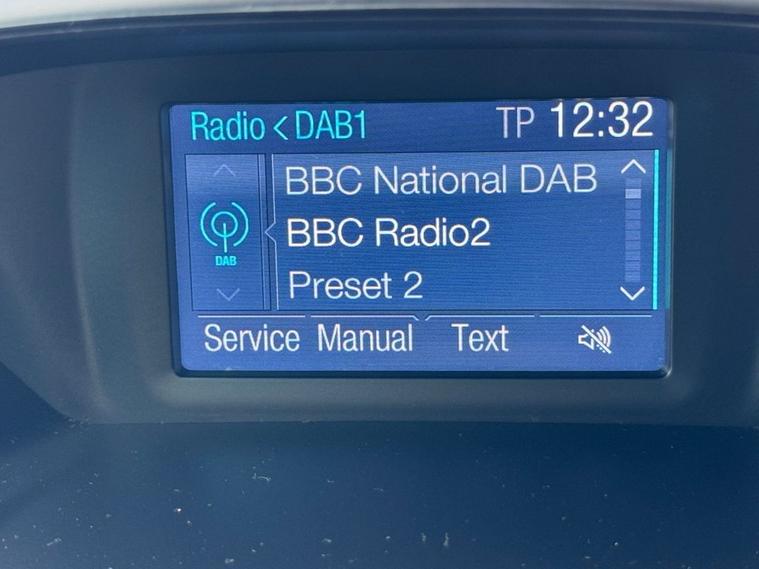 Radio < DAB1 TP 12:32
BBC National DAB
BBC Radio2
DAB
Preset 2
Service Manual Text